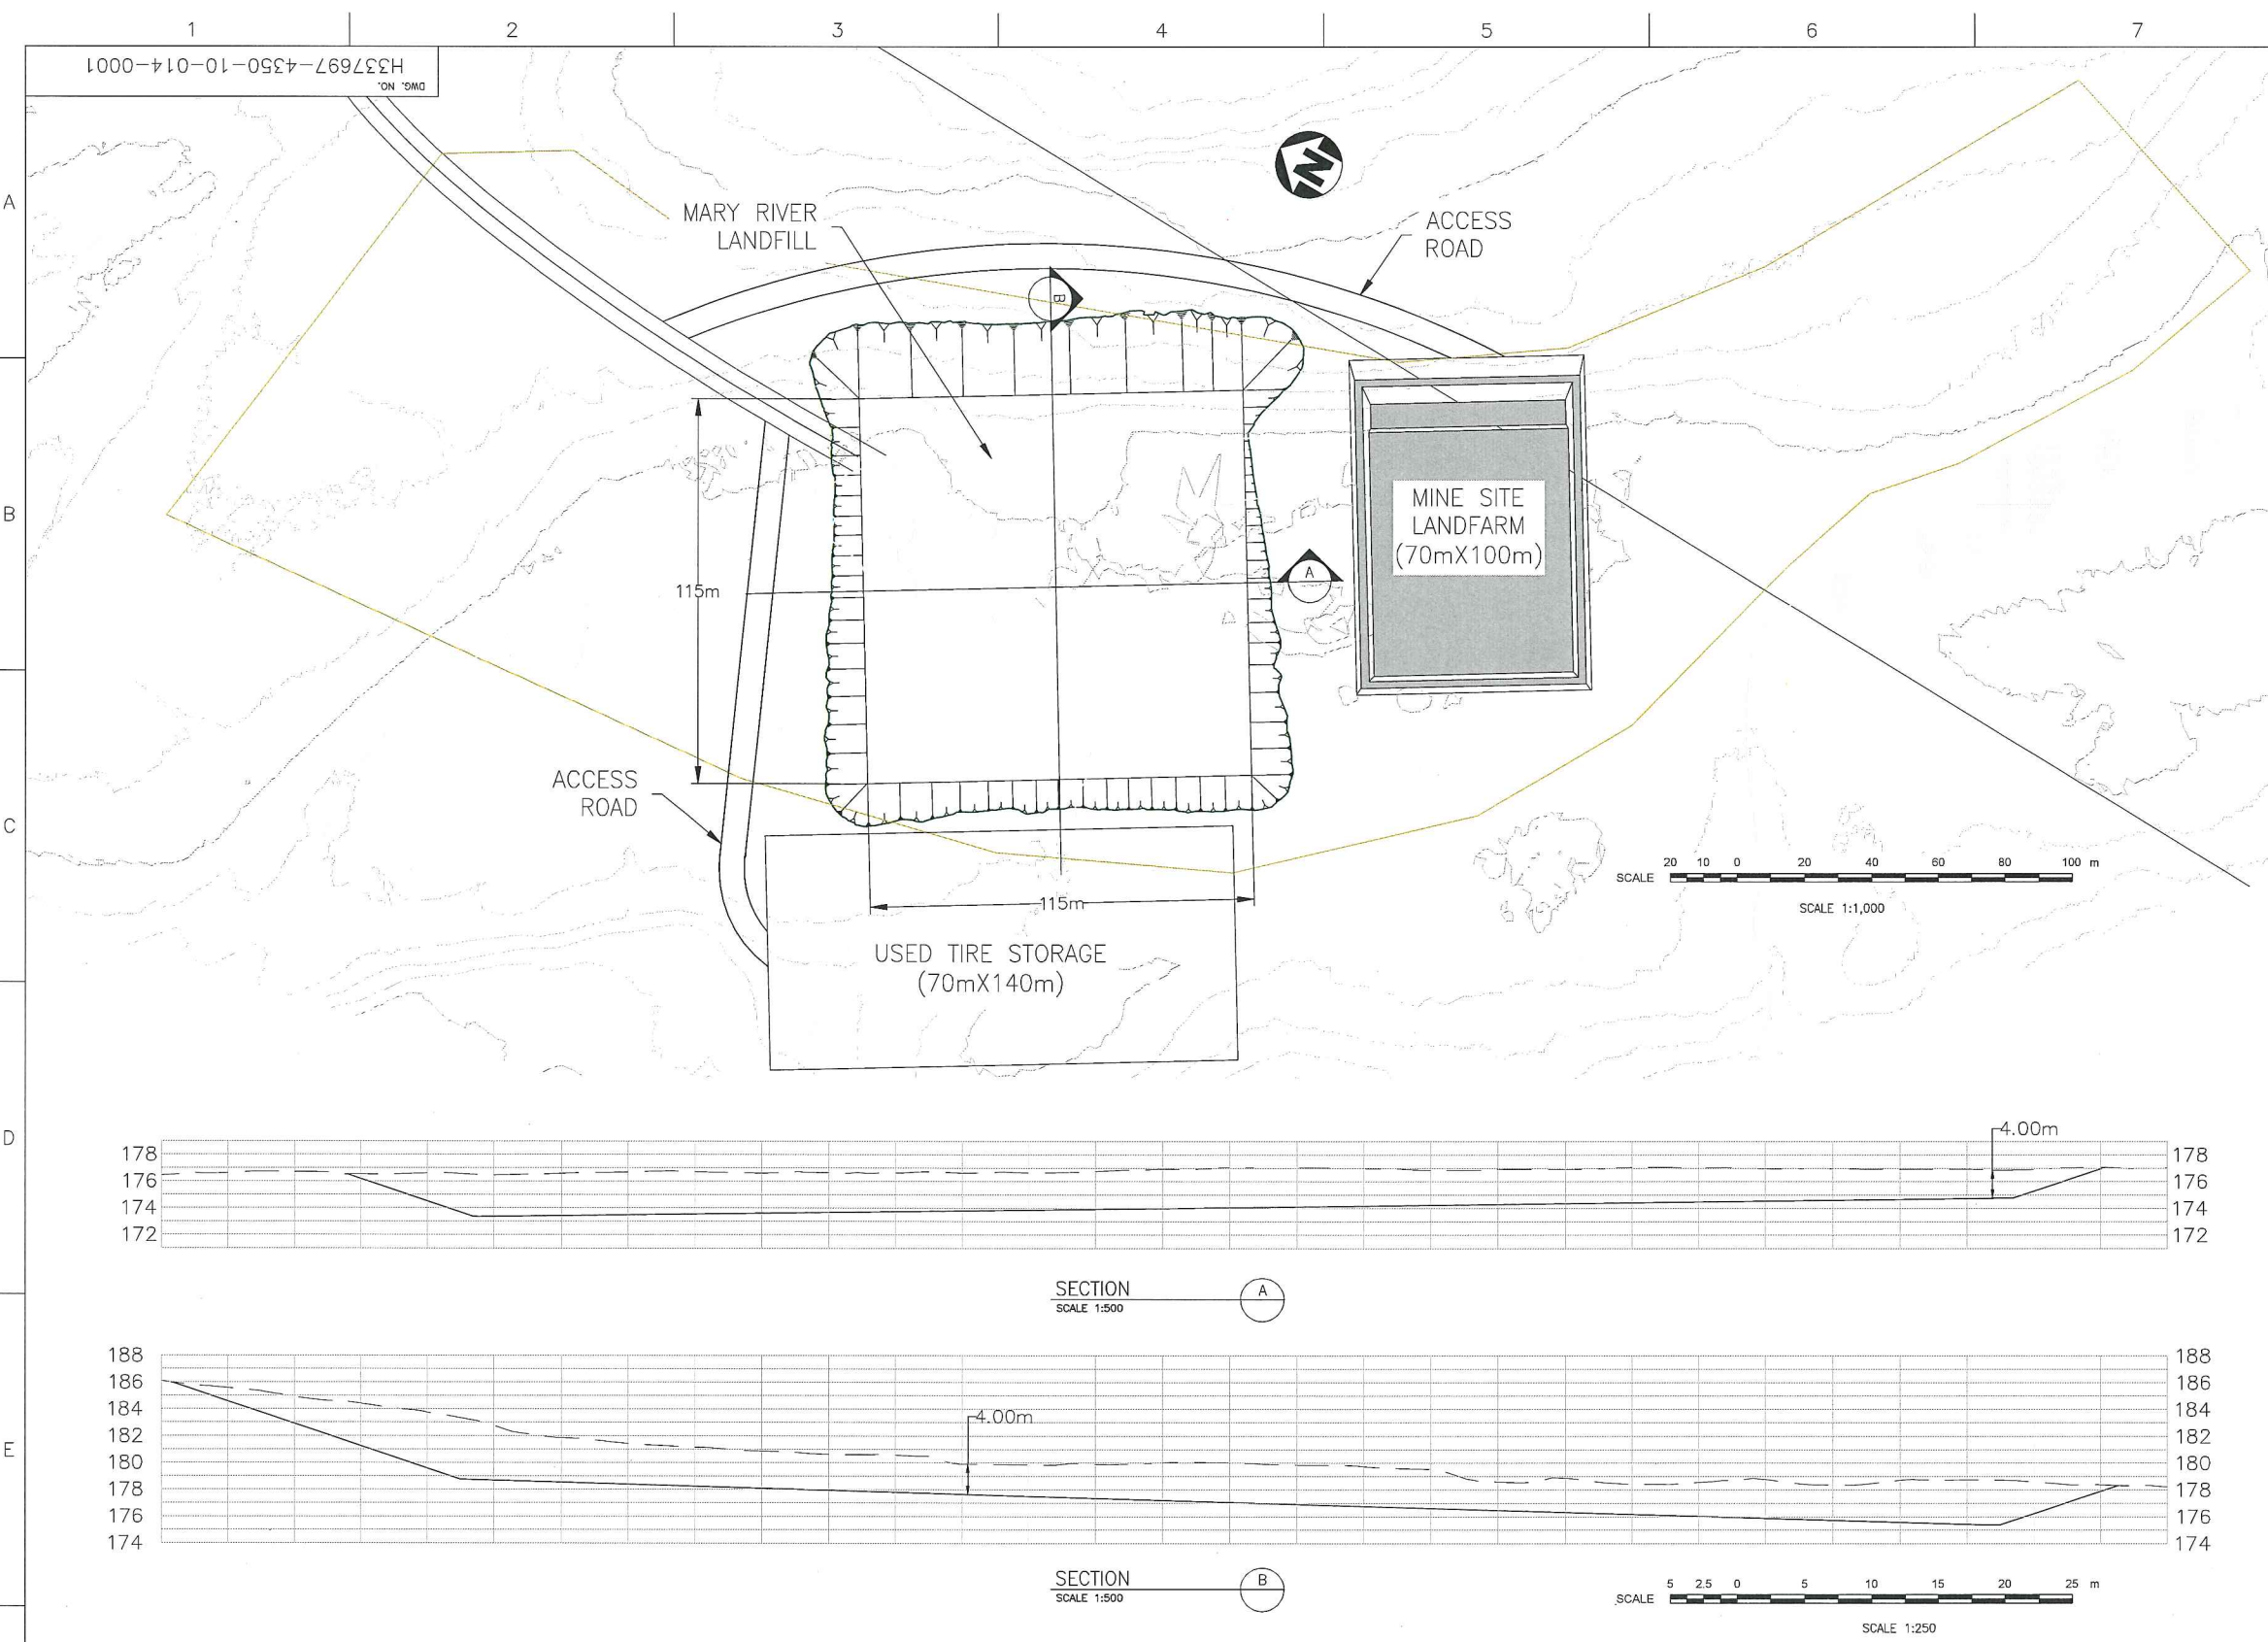 1 2 3 4 5 6 7
DWG. NO.
H337697-4350-10-014-0001
A
B
C
D
E
N
MARY RIVER
LANDFILL
ACCESS
ROAD
B
MINE SITE
LANDFARM
(70mX100m)
A
115m
ACCESS
ROAD
115m
USED TIRE STORAGE
(70mX140m)
20 10 0 20 40 60 80 100 m
SCALE
SCALE 1:1,000
4.00m
178 178
176 176
174 174
172 172
SECTION A
SCALE 1:500
188 188
186 186
184 184
4.00m
182 182
180 180
178 178
176 176
174 174
SECTION B
SCALE 1:500
5 2.5 0 5 10 15 20 25 m
SCALE
SCALE 1:250